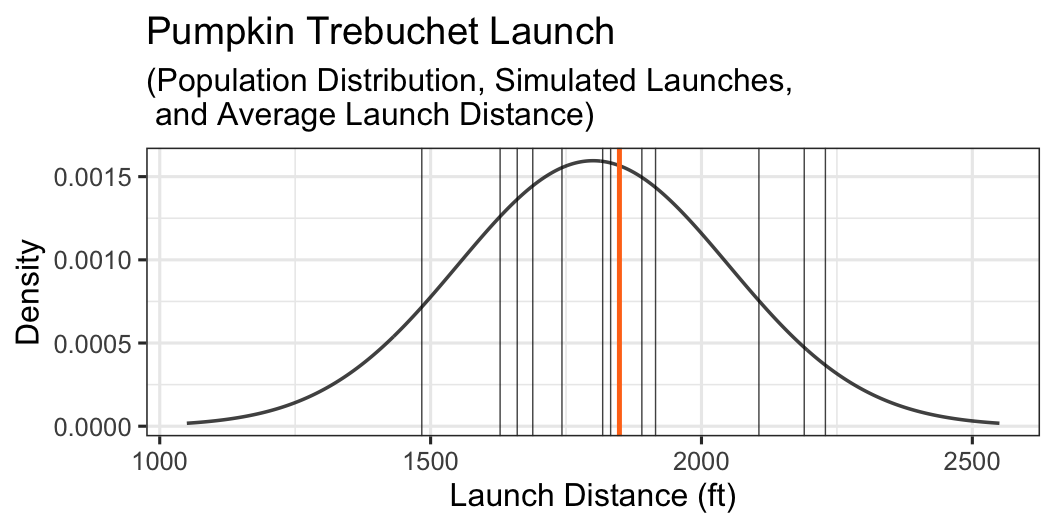 Pumpkin Trebuchet Launch
(Population Distribution, Simulated Launches,
and Average Launch Distance)
Density
0.0015
0.0010
0.0005
0.0000
1000 1500 2000 2500
Launch Distance (ft)